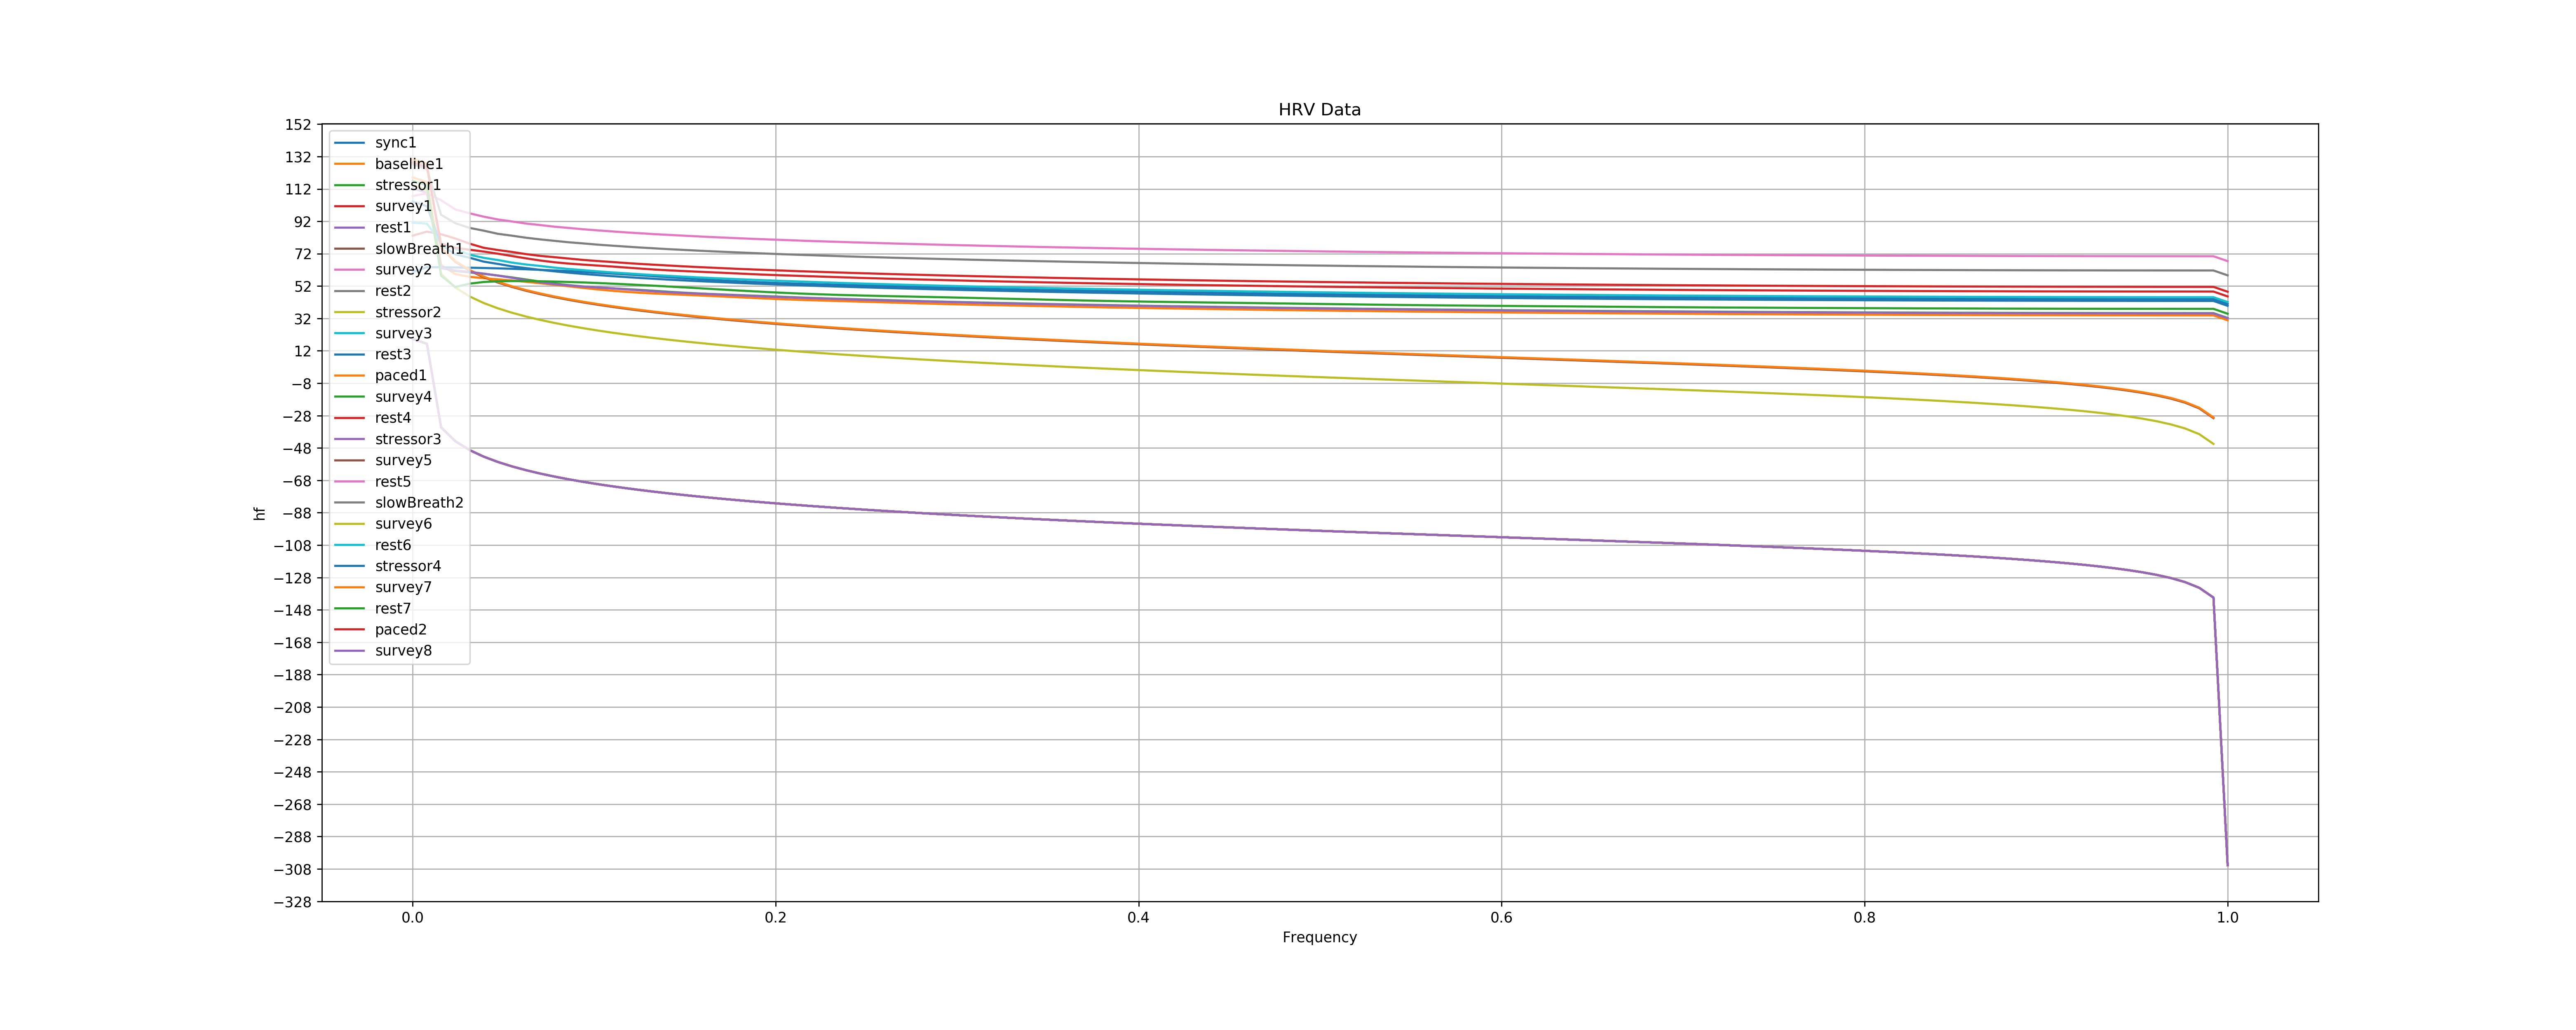 HRV Data
152
132
112
92
72
52
32
12
−8
−28
−48
−68
−88
−108
−128
−148
−168
−188
−208
−228
−248
−268
−288
−308
−328
hf
sync1
baseline1
stressor1
survey1
rest1
slowBreath1
survey2
rest2
stressor2
survey3
rest3
paced1
survey4
rest4
stressor3
survey5
rest5
slowBreath2
survey6
rest6
stressor4
survey7
rest7
paced2
survey8
0.0 0.2 0.4 0.6 0.8 1.0
Frequency